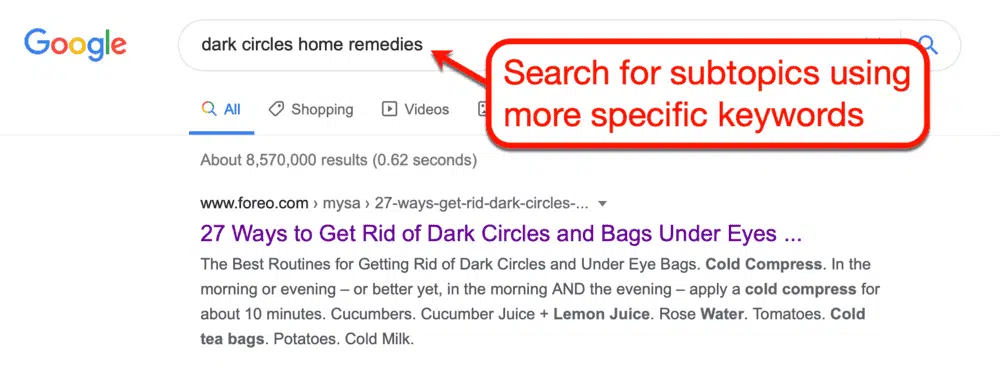 Google
dark circles home remedies
Search for subtopics using
more specific keywords
All
Shopping
Videos
About 8,570,000 results (0.62 seconds)
www.foreo.com › mysa › 27-ways-get-rid-dark-circles-...
27 Ways to Get Rid of Dark Circles and Bags Under Eyes ...
The Best Routines for Getting Rid of Dark Circles and Under Eye Bags. Cold Compress. In the
morning or evening – or better yet, in the morning AND the evening – apply a cold compress for
about 10 minutes. Cucumbers. Cucumber Juice + Lemon Juice. Rose Water. Tomatoes. Cold
tea bags. Potatoes. Cold Milk.